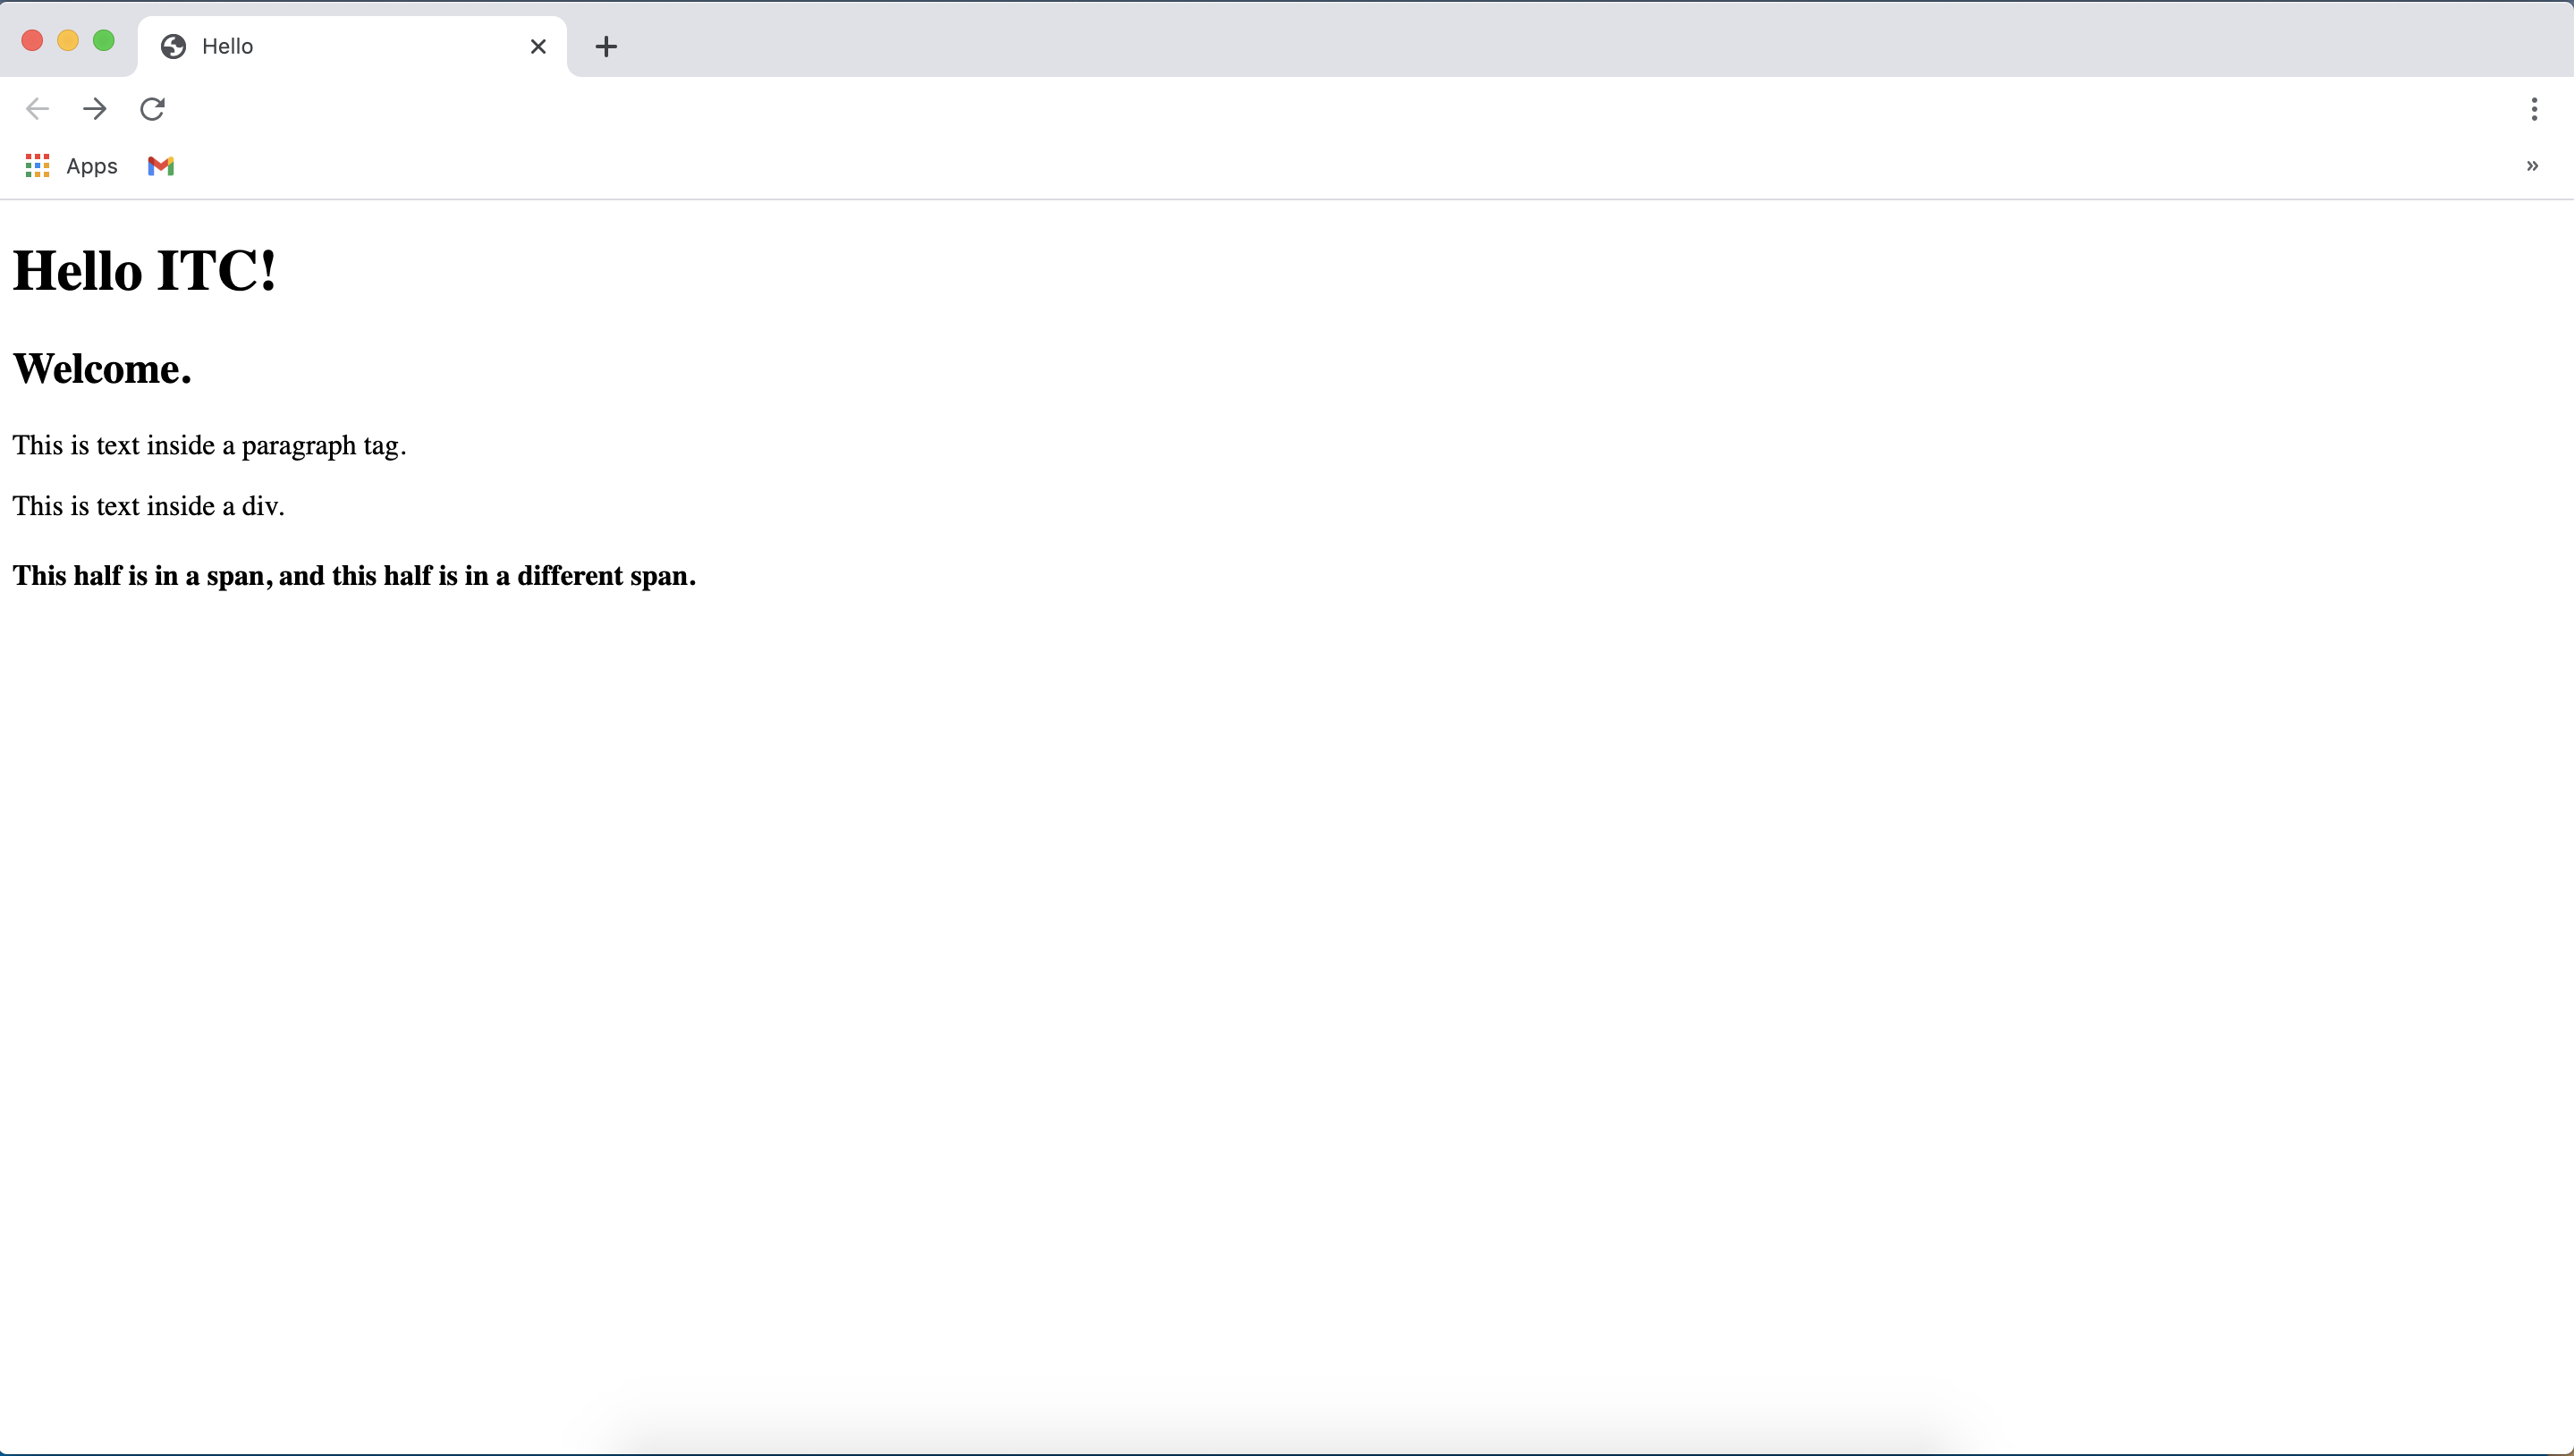 Hello
Apps
Hello ITC!
Welcome.
This is text inside a paragraph tag.
This is text inside a div.
This half is in a span, and this half is in a different span.